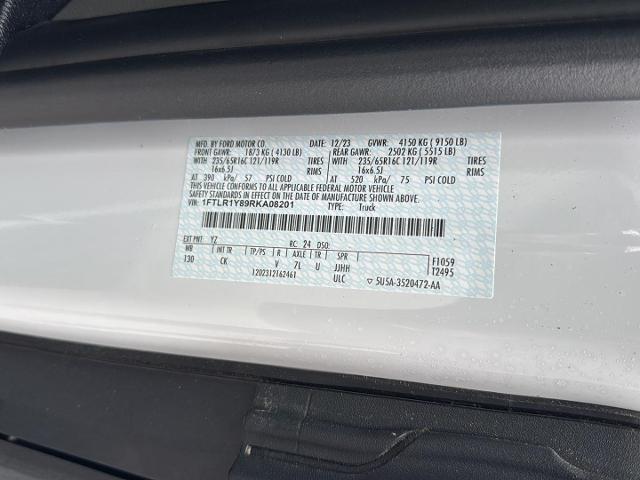 MFD. BY FORD MOTOR CO. DATE: 12/23 GVWR: 4150 KG ( 9150 LB)
FRONT GAWR: 1873 KG ( 4130 LB) REAR GAWR: 2502 KG ( 5515 LB)
235/65R16C 121/119R TIRES 235/65R16C 121/119R TIRES
16x6.5J RIMS 16x6.5J RIMS
AT 390 kPa/ 57 PSI COLD AT 520 kPa/ 75 PSI COLD
THIS VEHICLE CONFORMS TO ALL APPLICABLE FEDERAL MOTOR VEHICLE
SAFETY STANDARDS IN EFFECT ON THE DATE OF MANUFACTURE SHOWN ABOVE.
VIN: 1FTLR1Y89RKA08201
EXT PNT YZ RC: 24 DSO:
WB INT TR TP/PS R AXLE TR SPR F1059
130 CK V 7L U JJHH T2495
1202312162461 ULC 5U5A-3520472-AA